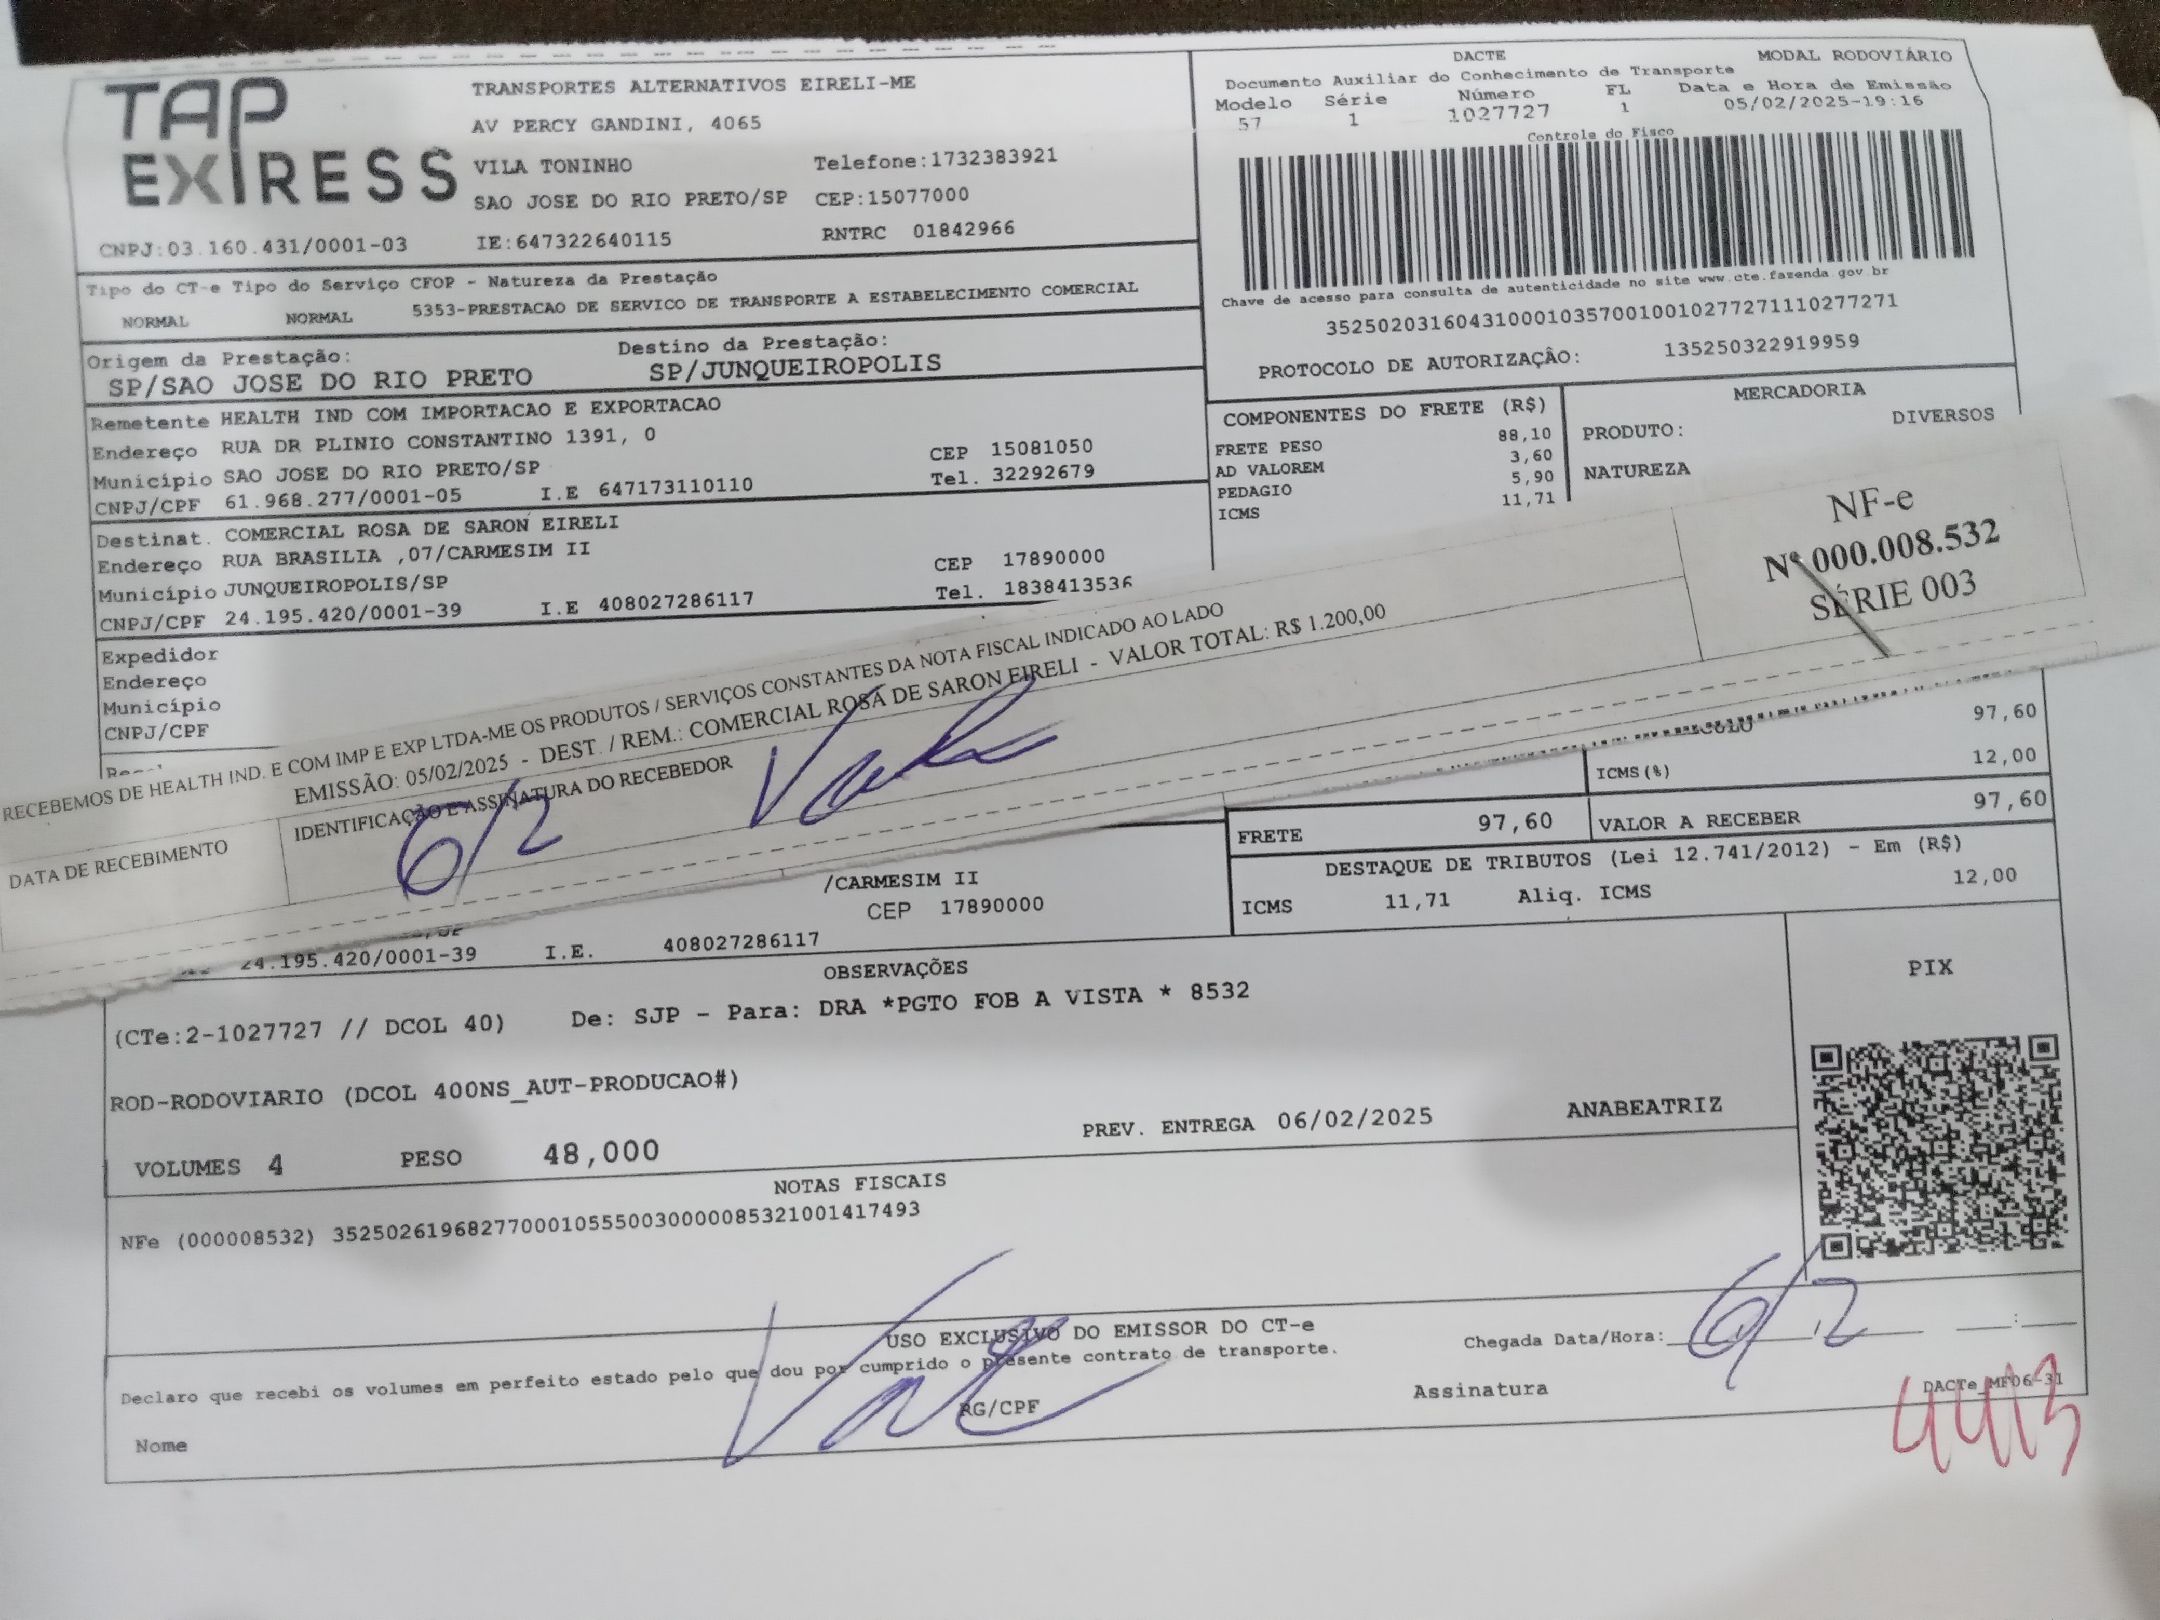 TAP EXPRESS
TRANSPORTES ALTERNATIVOS EIRELI-ME
AV PERCY GANDINI, 4065
VILA TONINHO Telefone:1732383921
SAO JOSE DO RIO PRETO/SP CEP:15077000
CNPJ:03.160.431/0001-03 IE:647322640115 RNTRC 01842966
DACTE MODAL RODOVIÁRIO
Documento Auxiliar do Conhecimento de Transporte
Modelo Série Número FL Data e Hora de Emissão
57 1 1027727 1 05/02/2025-19:16
Controle do Fisco
Chave de acesso para consulta de autenticidade no site www.cte.fazenda.gov.br
35250203160431000103570010010277271110277271
PROTOCOLO DE AUTORIZAÇÃO: 135250322919959
Tipo do CT-e Tipo do Serviço CFOP - Natureza da Prestação
NORMAL NORMAL 5353-PRESTACAO DE SERVICO DE TRANSPORTE A ESTABELECIMENTO COMERCIAL
Origem da Prestação: Destino da Prestação:
SP/SAO JOSE DO RIO PRETO SP/JUNQUEIROPOLIS
Remetente HEALTH IND COM IMPORTACAO E EXPORTACAO
Endereço RUA DR PLINIO CONSTANTINO 1391, 0 CEP 15081050
Município SAO JOSE DO RIO PRETO/SP Tel. 32292679
CNPJ/CPF 61.968.277/0001-05 I.E 647173110110
Destinat. COMERCIAL ROSA DE SARON EIRELI
Endereço RUA BRASILIA ,07/CARMESIM II CEP 17890000
Município JUNQUEIROPOLIS/SP Tel. 1838413536
CNPJ/CPF 24.195.420/0001-39 I.E 408027286117
Expedidor
Endereço
Município
CNPJ/CPF
COMPONENTES DO FRETE (R$)
FRETE PESO 88,10
AD VALOREM 3,60
PEDAGIO 5,90
ICMS 11,71
MERCADORIA
PRODUTO: DIVERSOS
NATUREZA
NF-e
Nº 000.008.532
SÉRIE 003
RECEBEMOS DE HEALTH IND. E COM IMP E EXP LTDA-ME OS PRODUTOS / SERVIÇOS CONSTANTES DA NOTA FISCAL INDICADO AO LADO
EMISSÃO: 05/02/2025 - DEST. / REM.: COMERCIAL ROSA DE SARON EIRELI - VALOR TOTAL: R$ 1.200,00
DATA DE RECEBIMENTO IDENTIFICAÇÃO E ASSINATURA DO RECEBEDOR
6/2
97,60
ICMS(%) 12,00
FRETE 97,60 VALOR A RECEBER 97,60
DESTAQUE DE TRIBUTOS (Lei 12.741/2012) - Em (R$)
ICMS 11,71 Aliq. ICMS 12,00
/CARMESIM II
CEP 17890000
24.195.420/0001-39 I.E. 408027286117
OBSERVAÇÕES
(CTe:2-1027727 // DCOL 40) De: SJP - Para: DRA *PGTO FOB A VISTA * 8532
ROD-RODOVIARIO (DCOL 400NS_AUT-PRODUCAO#)
VOLUMES 4 PESO 48,000 PREV. ENTREGA 06/02/2025 ANABEATRIZ
PIX
NOTAS FISCAIS
NFe (000008532) 35250261968277000105550030000085321001417493
USO EXCLUSIVO DO EMISSOR DO CT-e
Declaro que recebi os volumes em perfeito estado pelo que dou por cumprido o presente contrato de transporte.
Chegada Data/Hora: 6/2
Nome RG/CPF Assinatura
DACTe_MF06-31
4413